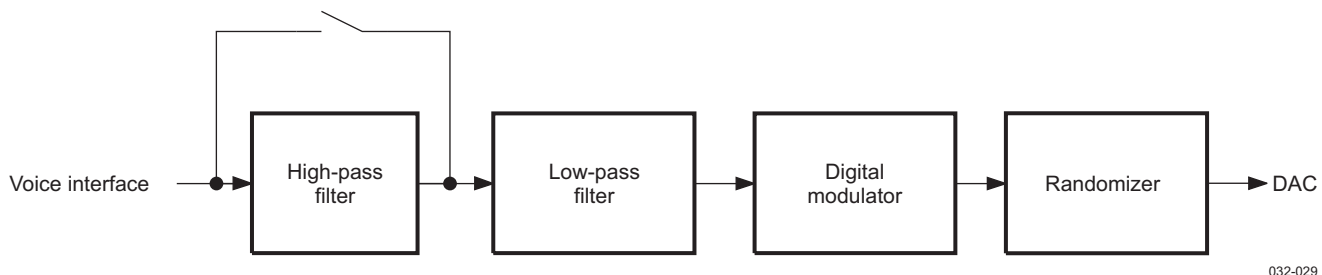 Voice interface
High-pass
filter
Low-pass
filter
Digital
modulator
Randomizer
DAC
032-029